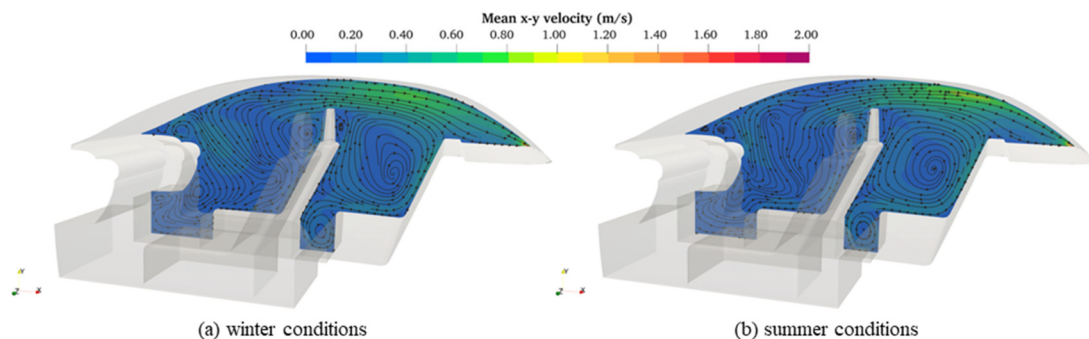 Mean x-y velocity (m/s)
0.00 0.20 0.40 0.60 0.80 1.00 1.20 1.40 1.60 1.80 2.00
Y
Z X
Y
Z X
(a) winter conditions
(b) summer conditions